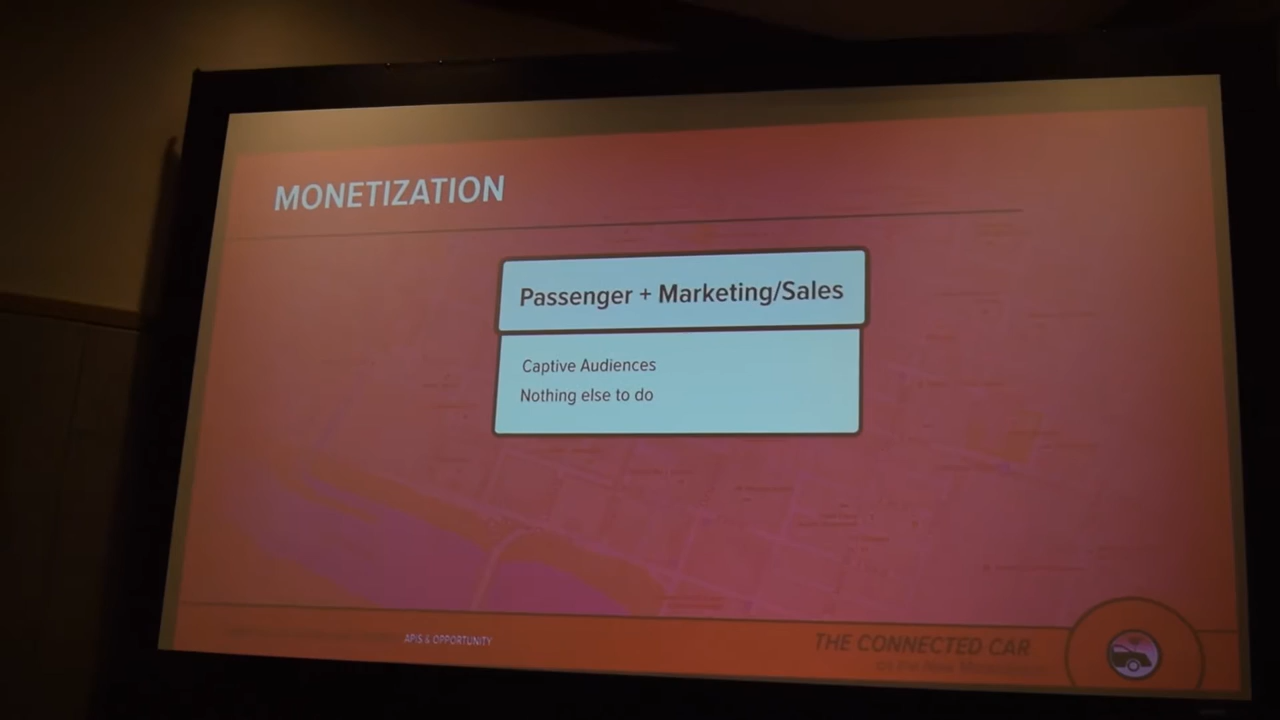 MONETIZATION
Passenger + Marketing/Sales
Captive Audiences
Nothing else to do
APIS & OPPORTUNITY
THE CONNECTED CAR